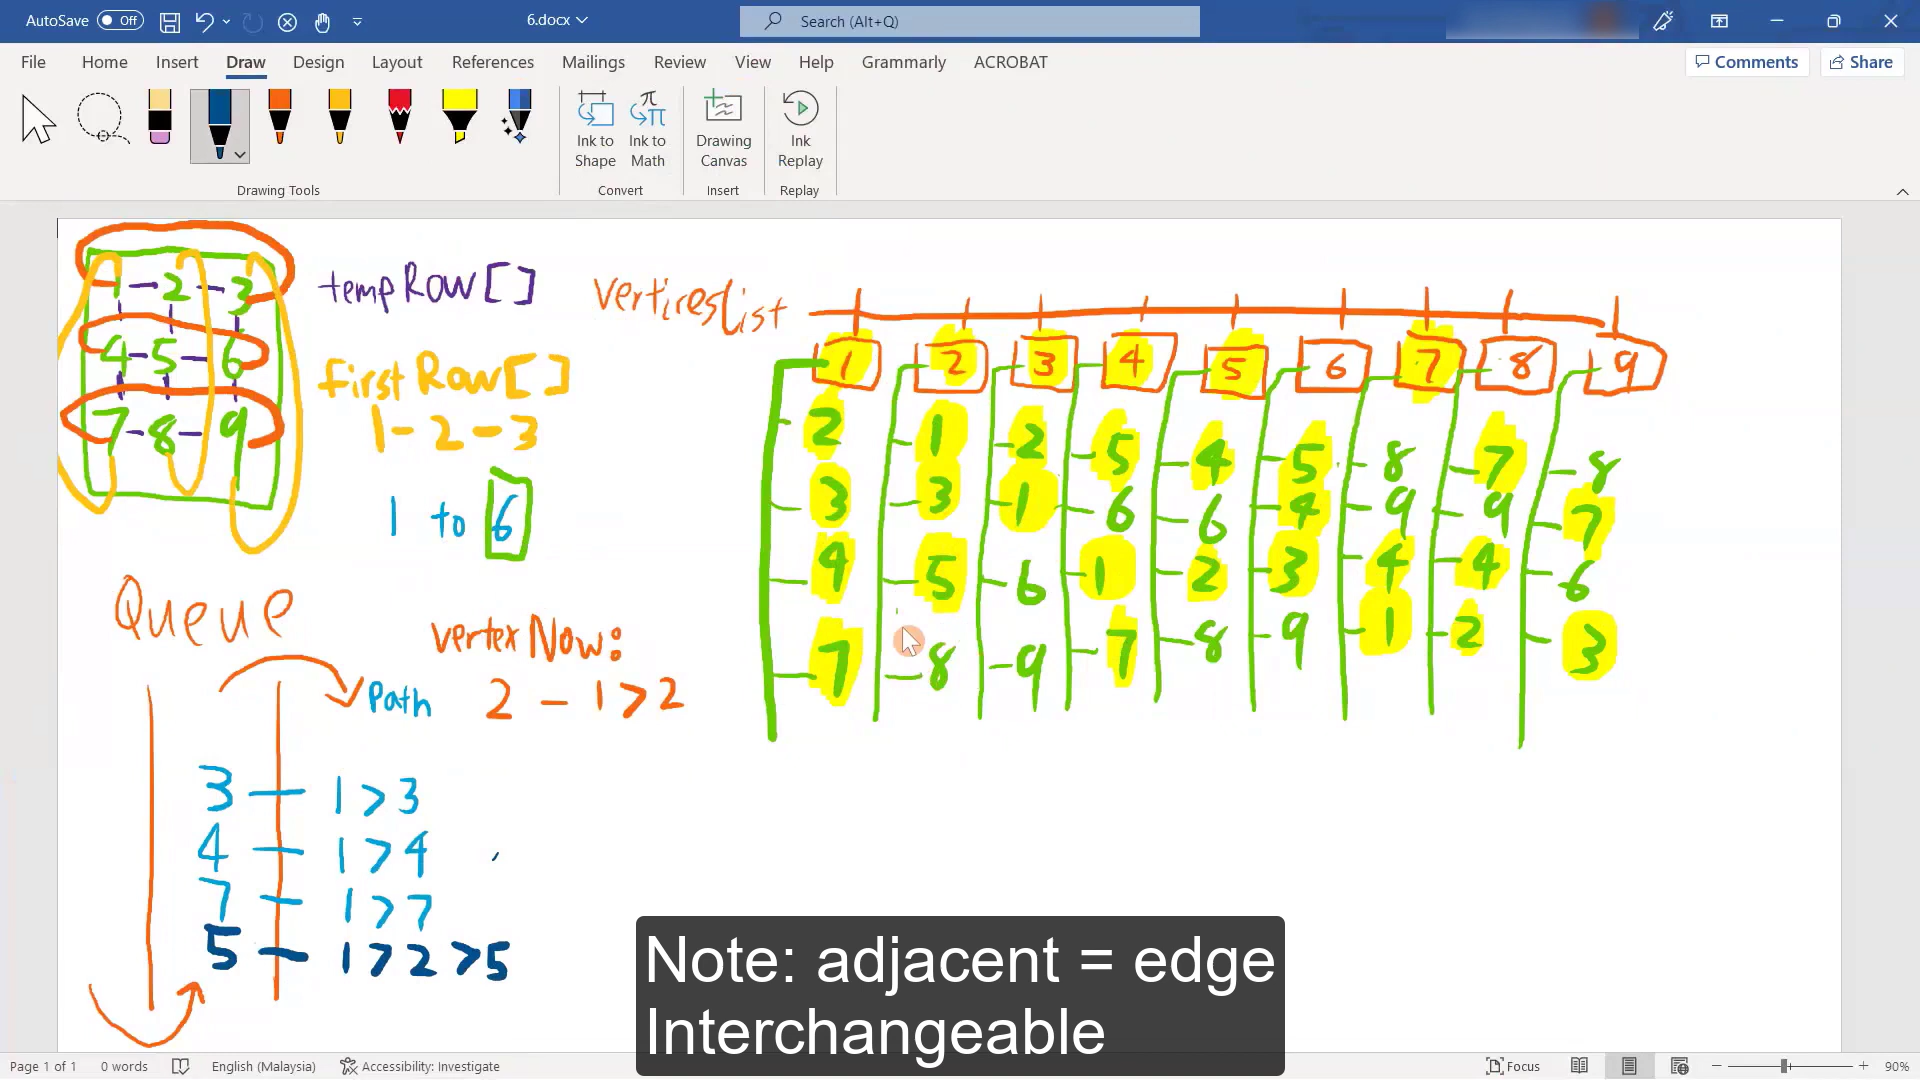 AutoSave Off 6.docx Search (Alt+Q)
File Home Insert Draw Design Layout References Mailings Review View Help Grammarly ACROBAT Comments Share
Ink to Shape
Ink to Math
Drawing Canvas
Ink Replay
Drawing Tools Convert Insert Replay
1-2-3
4-5-6
7-8-9
tempRow[]
firstRow[]
1-2-3
1 to 6
VerticesList
1 2 3 4 5 6 7 8 9
2 1 2 5 4 5 8 7 8
3 3 1 6 6 4 9 9 7
4 5 6 1 2 3 4 4 6
7 8 9 7 8 9 1 2 3
Queue
vertexNow:
Path 2 - 1>2
3 - 1>3
4 - 1>4
7 - 1>7
5 - 1>2>5
Note: adjacent = edge
Interchangeable
Page 1 of 1 0 words English (Malaysia) Accessibility: Investigate Focus 90%